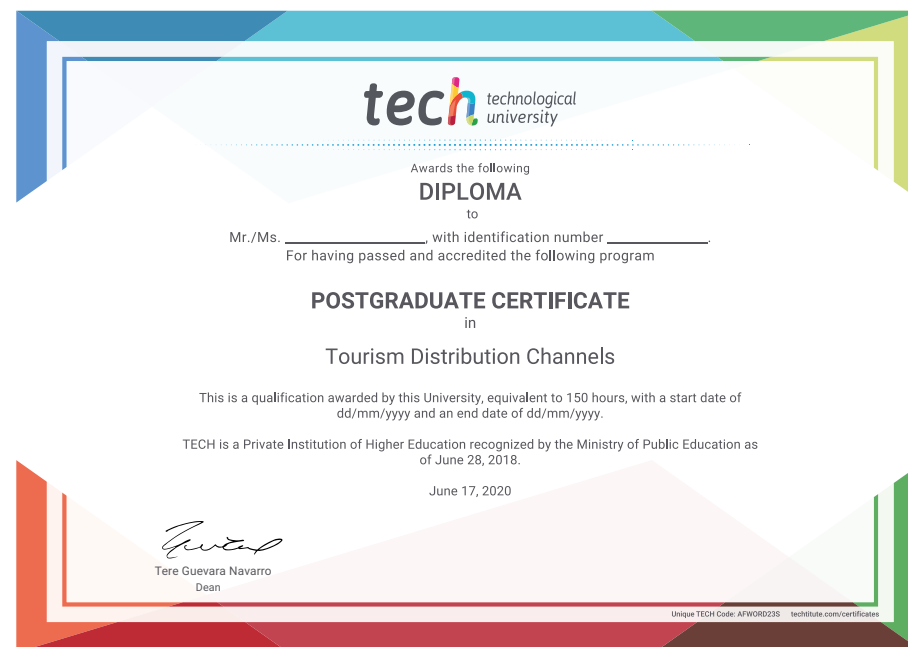 tech technological
university
Awards the following
DIPLOMA
to
Mr./Ms. ____________________, with identification number ______________.
For having passed and accredited the following program
POSTGRADUATE CERTIFICATE
in
Tourism Distribution Channels
This is a qualification awarded by this University, equivalent to 150 hours, with a start date of
dd/mm/yyyy and an end date of dd/mm/yyyy.
TECH is a Private Institution of Higher Education recognized by the Ministry of Public Education as
of June 28, 2018.
June 17, 2020
Tere Guevara Navarro
Dean
Unique TECH Code: AFWORD23S techtitute.com/certificates